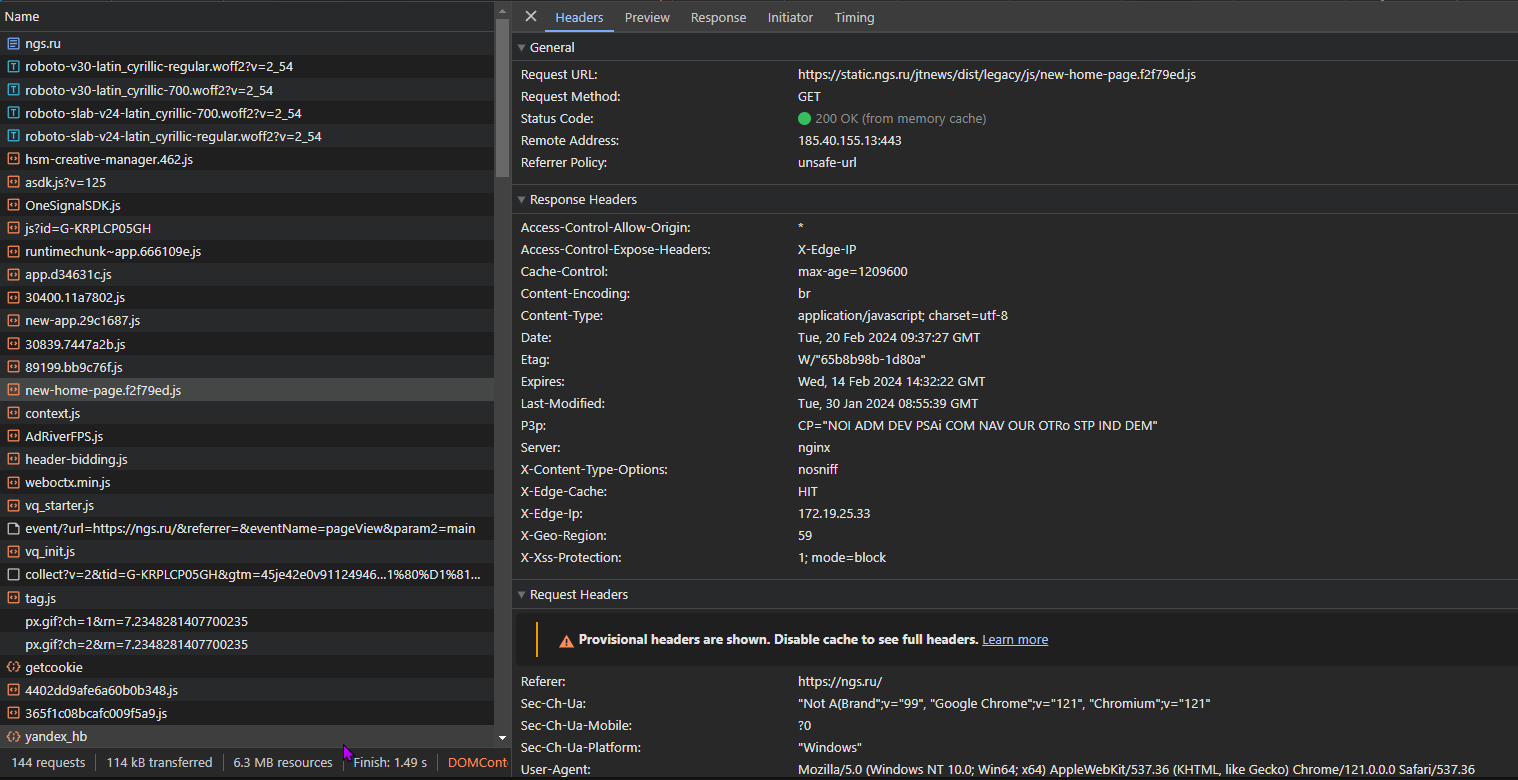 Name
ngs.ru
roboto-v30-latin_cyrillic-regular.woff2?v=2_54
roboto-v30-latin_cyrillic-700.woff2?v=2_54
roboto-slab-v24-latin_cyrillic-700.woff2?v=2_54
roboto-slab-v24-latin_cyrillic-regular.woff2?v=2_54
hsm-creative-manager.462.js
asdk.js?v=125
OneSignalSDK.js
js?id=G-KRPLCP05GH
runtimechunk~app.666109e.js
app.d34631c.js
30400.11a7802.js
new-app.29c1687.js
30839.7447a2b.js
89199.bb9c76f.js
new-home-page.f2f79ed.js
context.js
AdRiverFPS.js
header-bidding.js
weboctx.min.js
vq_starter.js
event/?url=https://ngs.ru/&referrer=&eventName=pageView&param2=main
vq_init.js
collect?v=2&tid=G-KRPLCP05GH&gtm=45je42e0v91124946...1%80%D1%81...
tag.js
px.gif?ch=1&rn=7.2348281407700235
px.gif?ch=2&rn=7.2348281407700235
getcookie
4402dd9afe6a60b0b348.js
365f1c08bcafc009f5a9.js
yandex_hb
144 requests 114 kB transferred 6.3 MB resources Finish: 1.49 s DOMCont
Headers Preview Response Initiator Timing
General
Request URL: https://static.ngs.ru/jtnews/dist/legacy/js/new-home-page.f2f79ed.js
Request Method: GET
Status Code: 200 OK (from memory cache)
Remote Address: 185.40.155.13:443
Referrer Policy: unsafe-url
Response Headers
Access-Control-Allow-Origin: *
Access-Control-Expose-Headers: X-Edge-IP
Cache-Control: max-age=1209600
Content-Encoding: br
Content-Type: application/javascript; charset=utf-8
Date: Tue, 20 Feb 2024 09:37:27 GMT
Etag: W/"65b8b98b-1d80a"
Expires: Wed, 14 Feb 2024 14:32:22 GMT
Last-Modified: Tue, 30 Jan 2024 08:55:39 GMT
P3p: CP="NOI ADM DEV PSAi COM NAV OUR OTRo STP IND DEM"
Server: nginx
X-Content-Type-Options: nosniff
X-Edge-Cache: HIT
X-Edge-Ip: 172.19.25.33
X-Geo-Region: 59
X-Xss-Protection: 1; mode=block
Request Headers
Provisional headers are shown. Disable cache to see full headers. Learn more
Referer: https://ngs.ru/
Sec-Ch-Ua: "Not A(Brand";v="99", "Google Chrome";v="121", "Chromium";v="121"
Sec-Ch-Ua-Mobile: ?0
Sec-Ch-Ua-Platform: "Windows"
User-Agent: Mozilla/5.0 (Windows NT 10.0; Win64; x64) AppleWebKit/537.36 (KHTML, like Gecko) Chrome/121.0.0.0 Safari/537.36